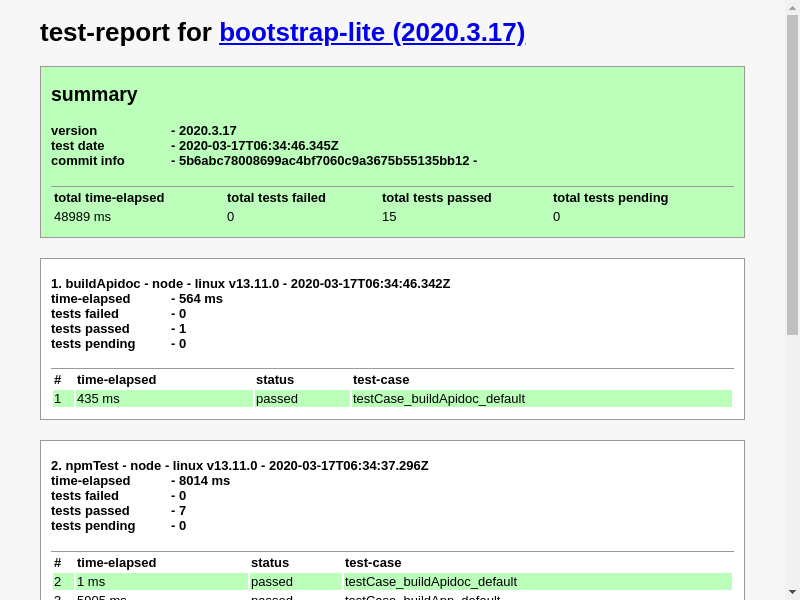 test-report for bootstrap-lite (2020.3.17)
summary
version - 2020.3.17
test date - 2020-03-17T06:34:46.345Z
commit info - 5b6abc78008699ac4bf7060c9a3675b55135bb12 -
total time-elapsed total tests failed total tests passed total tests pending
48989 ms 0 15 0
1. buildApidoc - node - linux v13.11.0 - 2020-03-17T06:34:46.342Z
time-elapsed - 564 ms
tests failed - 0
tests passed - 1
tests pending - 0
# time-elapsed status test-case
1 435 ms passed testCase_buildApidoc_default
2. npmTest - node - linux v13.11.0 - 2020-03-17T06:34:37.296Z
time-elapsed - 8014 ms
tests failed - 0
tests passed - 7
tests pending - 0
# time-elapsed status test-case
2 1 ms passed testCase_buildApidoc_default
3 5905 ms passed testCase_buildApp_default